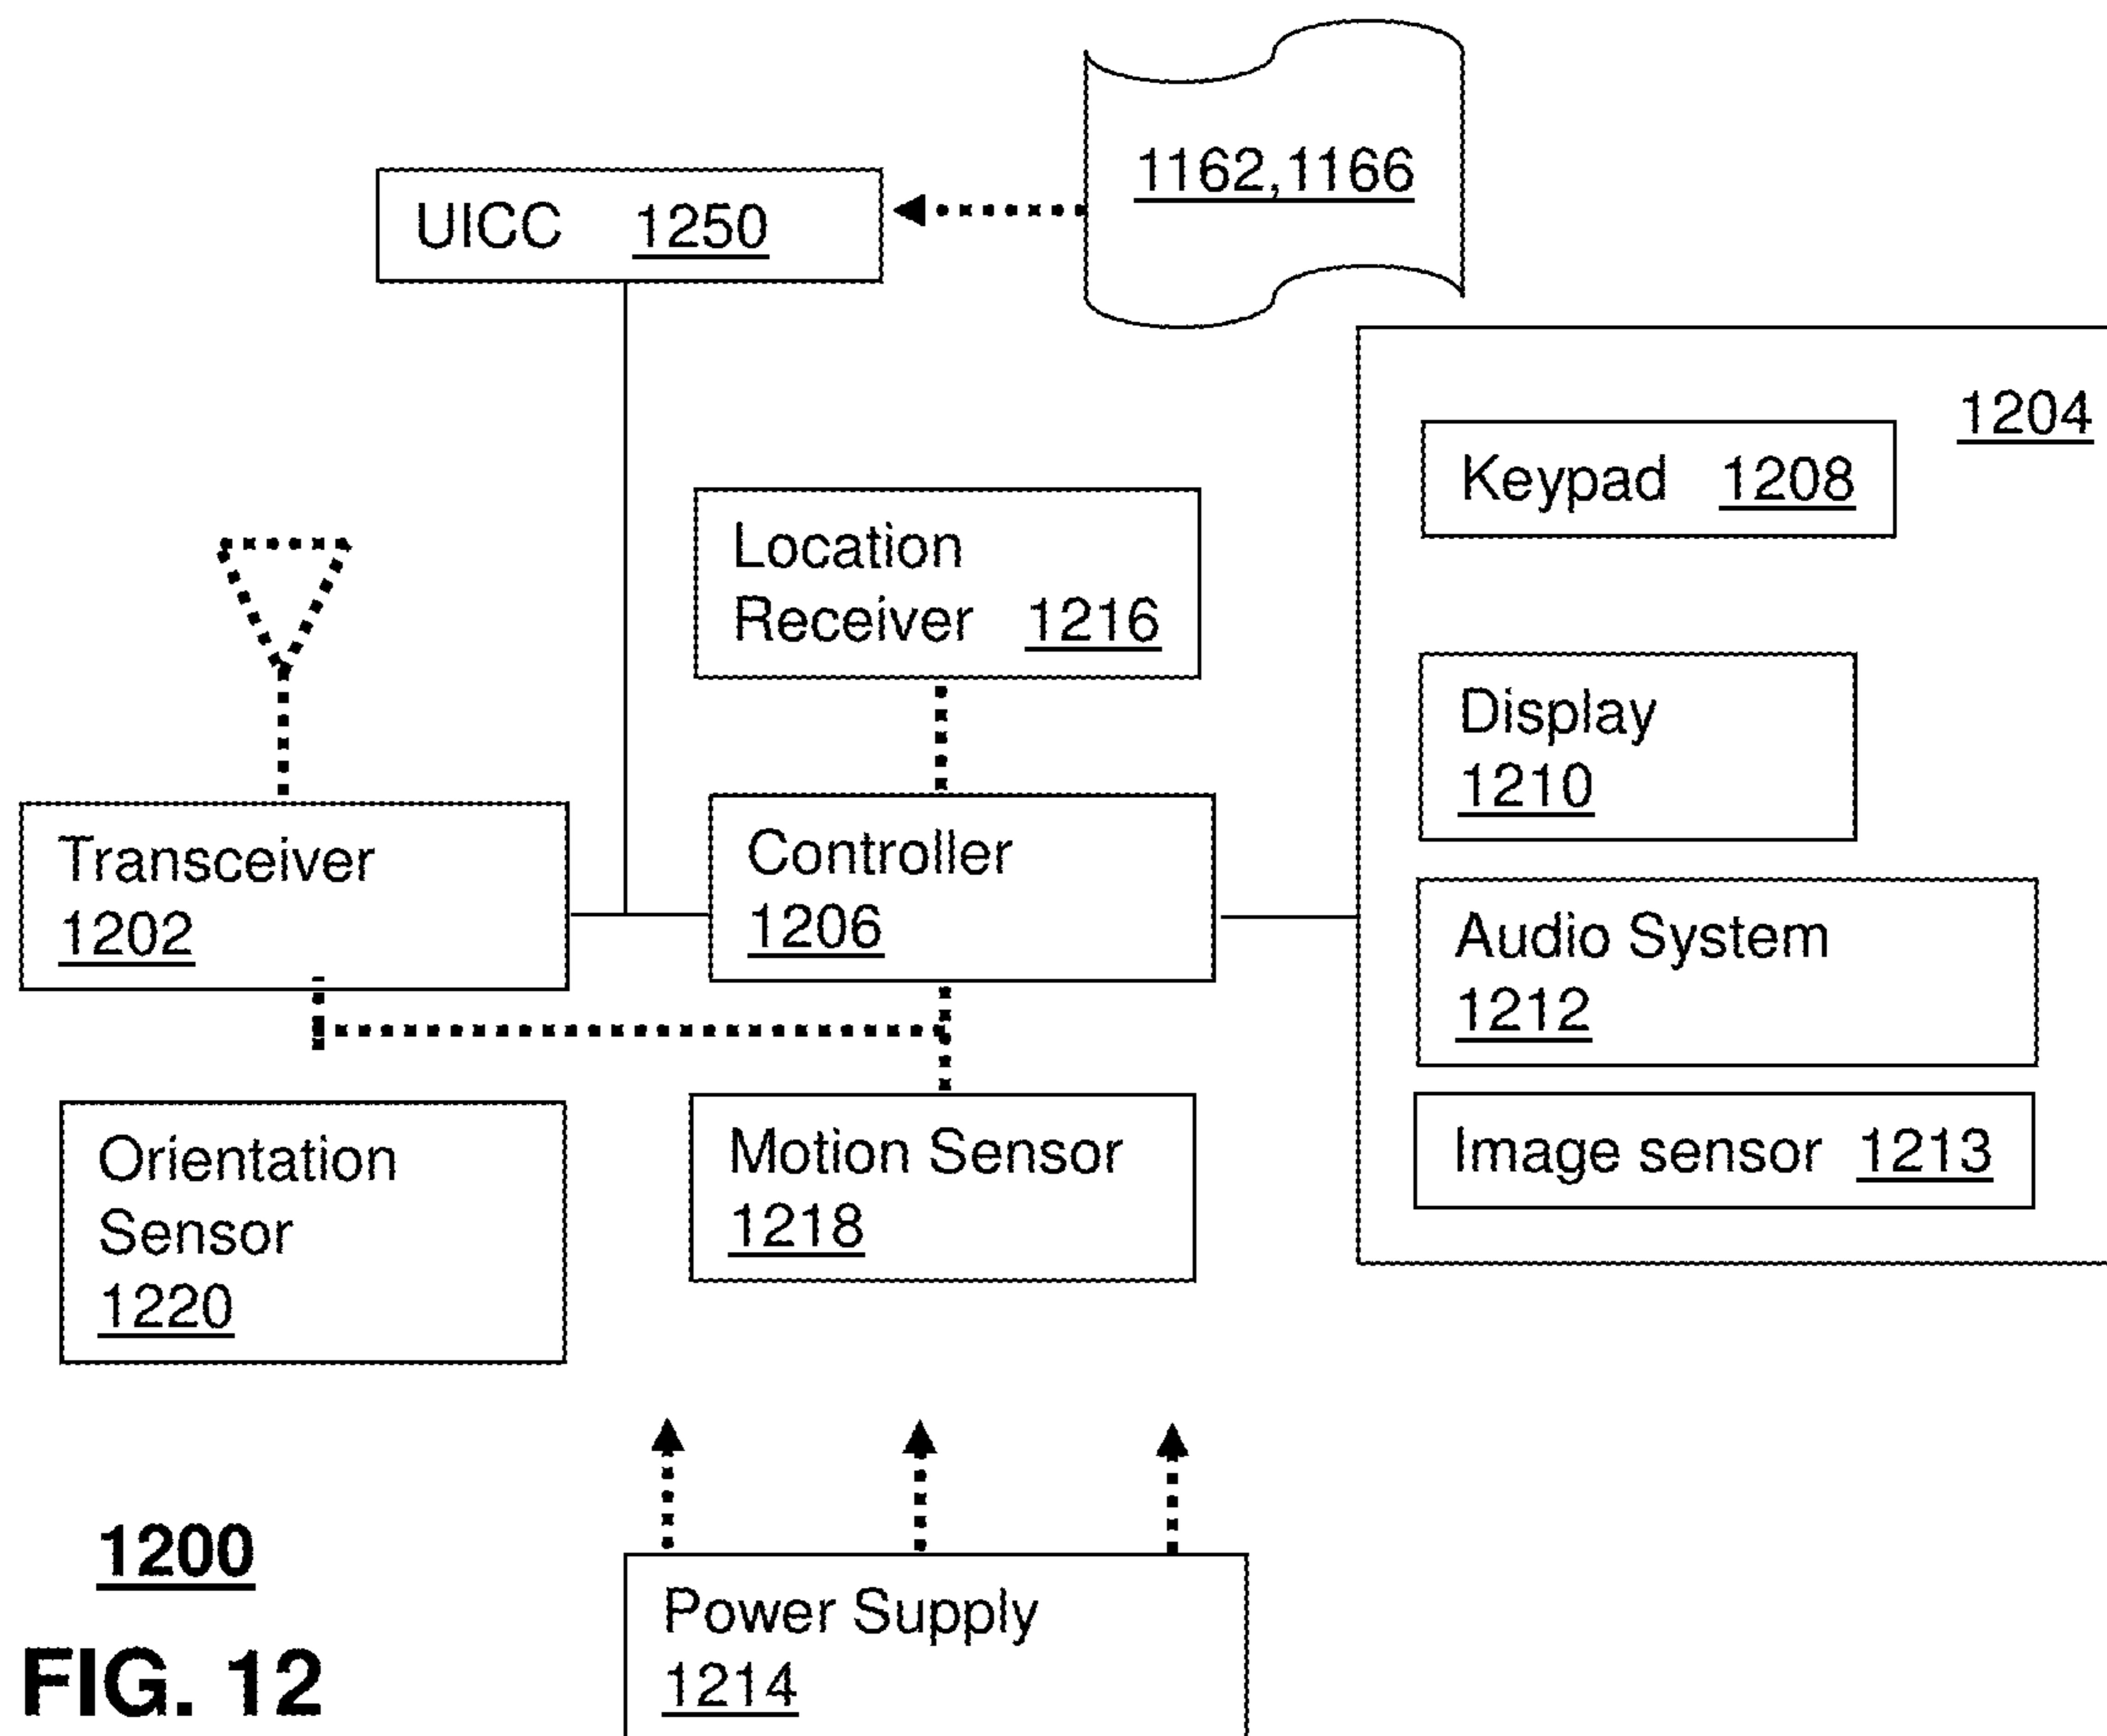 1162,1166
UICC 1250
1204
Keypad 1208
Location
Receiver 1216
Display
1210
Transceiver
1202
Controller
1206
Audio System
1212
Image sensor 1213
Orientation
Sensor
1220
Motion Sensor
1218
1200
Power Supply
1214
FIG. 12